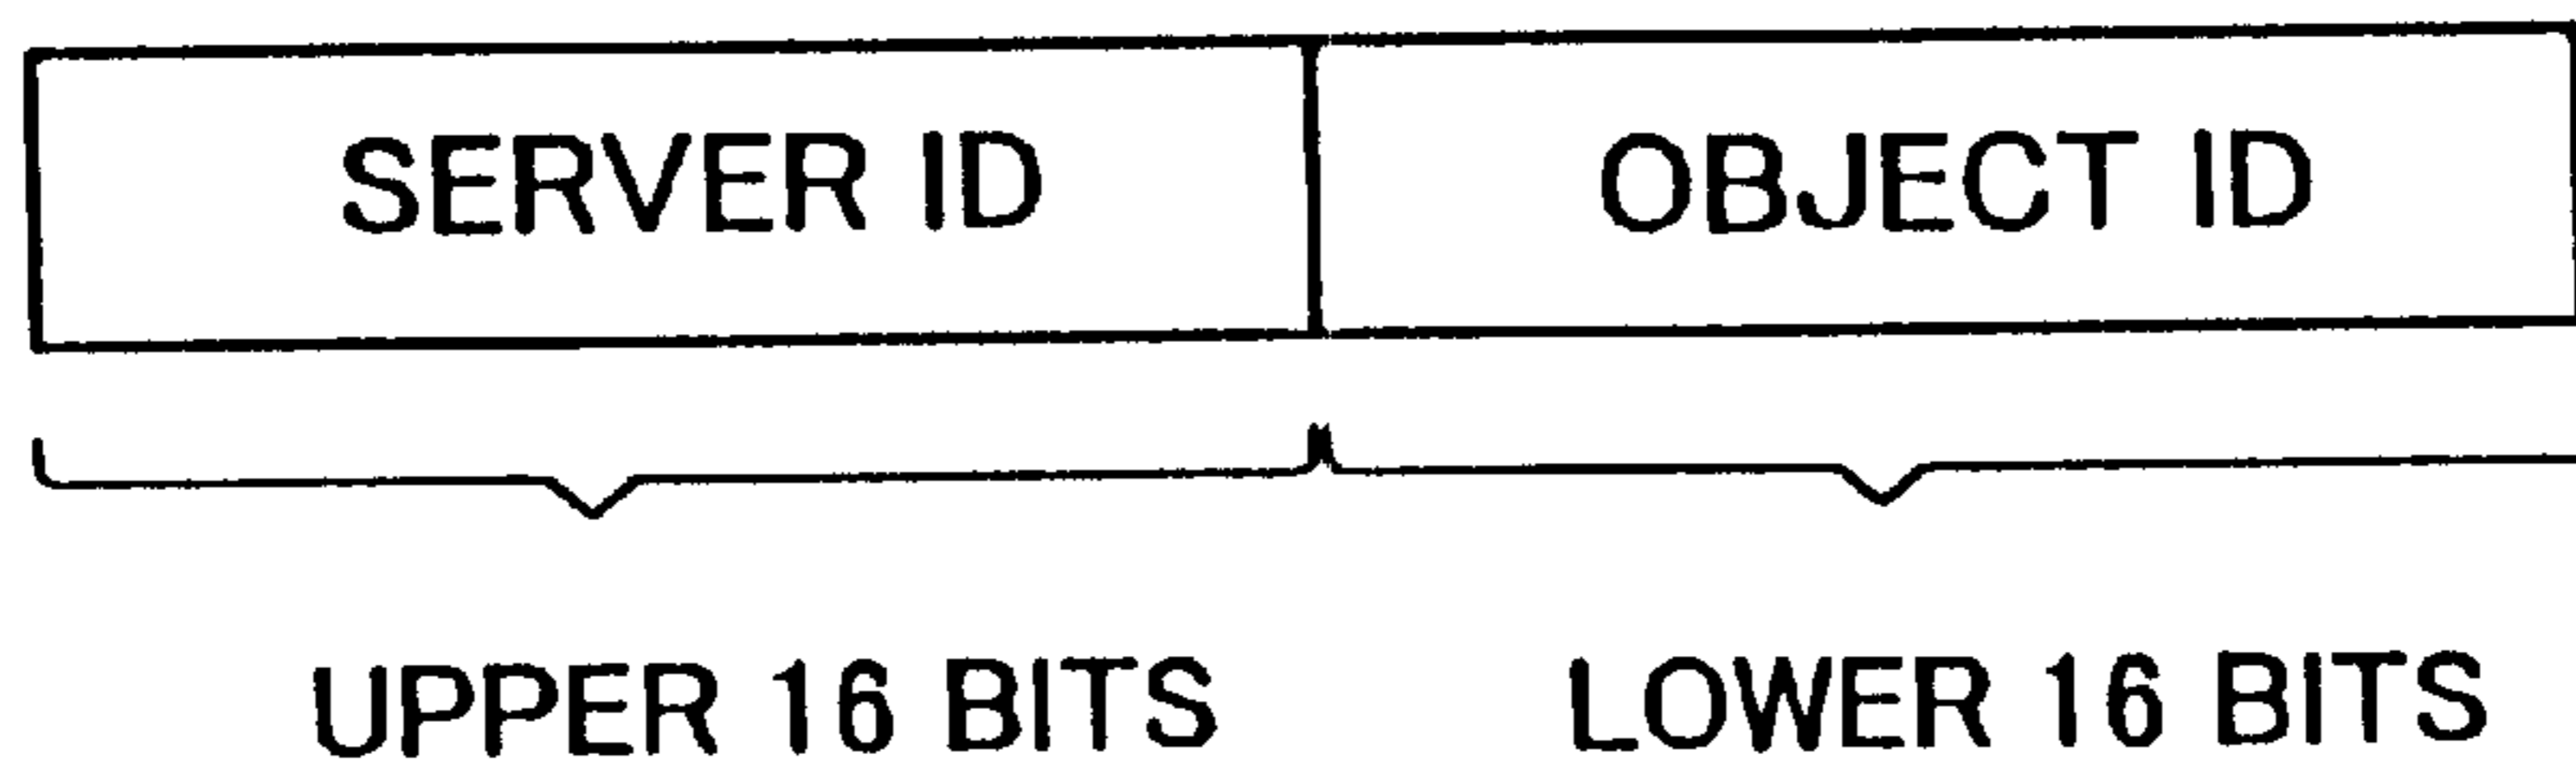 SERVER ID OBJECT ID
UPPER 16 BITS LOWER 16 BITS